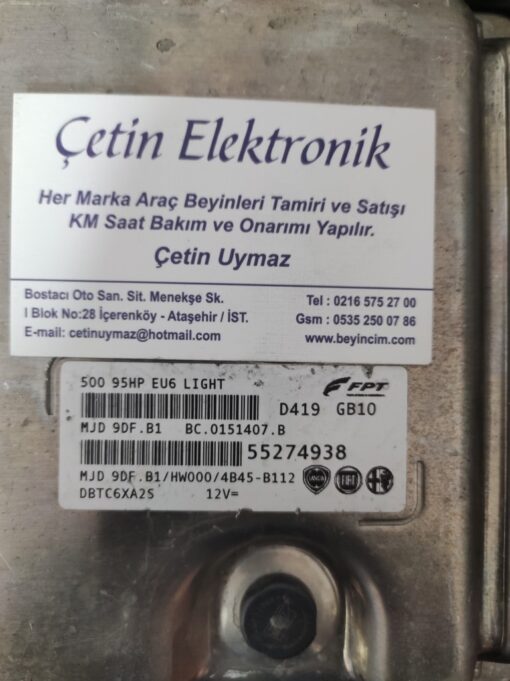 Çetin Elektronik
Her Marka Araç Beyinleri Tamiri ve Satışı
KM Saat Bakım ve Onarımı Yapılır.
Çetin Uymaz
Bostacı Oto San. Sit. Menekşe Sk.
I Blok No:28 İçerenköy - Ataşehir / İST.
E-mail: cetinuymaz@hotmail.com
Tel : 0216 575 27 00
Gsm : 0535 250 07 86
www.beyincim.com
500 95HP EU6 LIGHT
FPT
D419 GB10
MJD 9DF.B1 BC.0151407.B
55274938
MJD 9DF.B1/HW000/4B45-B112
LANCIA FIAT
DBTC6XA2S 12V=